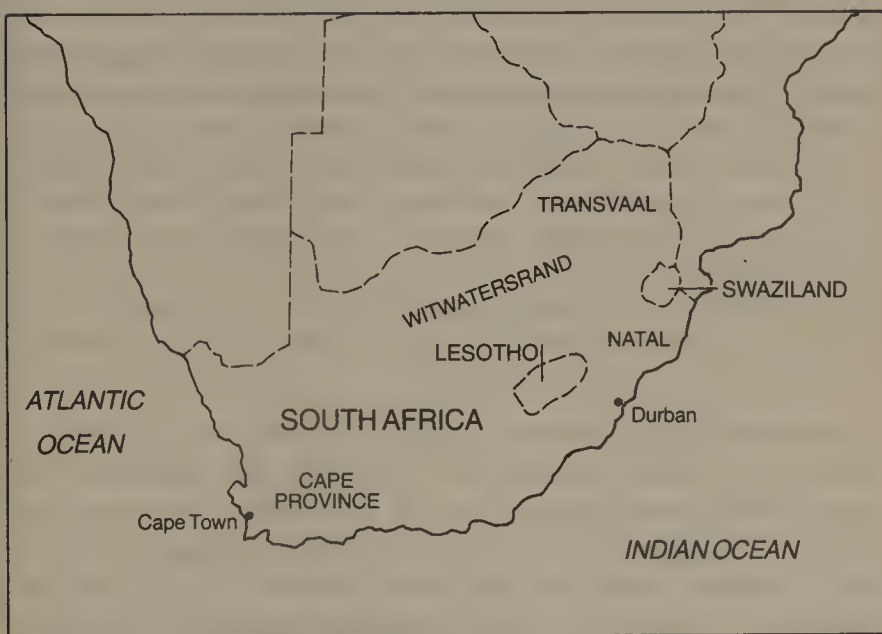 TRANSVAAL
WITWATERSRAND
SWAZILAND
NATAL
LESOTHO
ATLANTIC
OCEAN
SOUTH AFRICA
Durban
CAPE
PROVINCE
Cape Town
INDIAN OCEAN